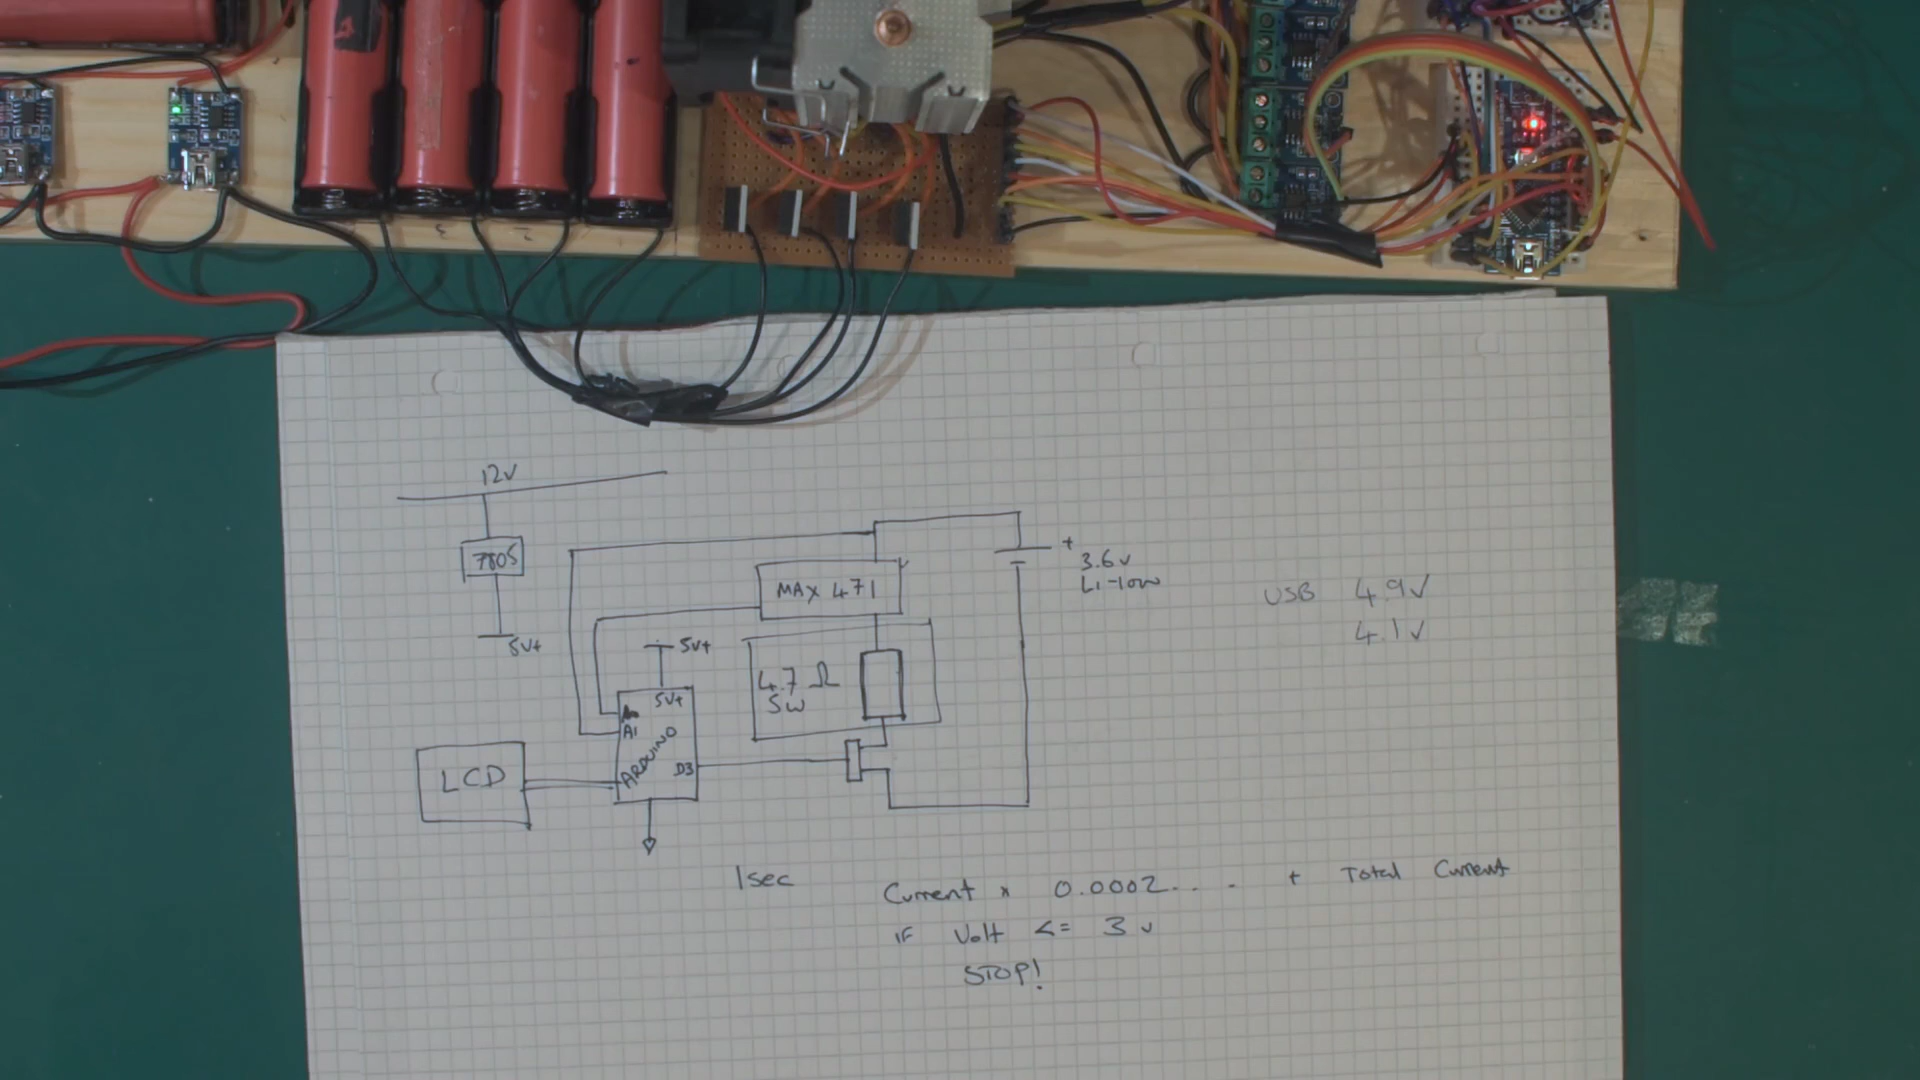 12V
7805
5V+
MAX 471
+
3.6v
Li-ion
USB 4.9V
4.1V
5V+
4.7 Ω
5W
5V+
A1
ARDUINO
D3
LCD
1sec
Current x 0.0002... . + Total Current
IF Volt <= 3v
STOP!